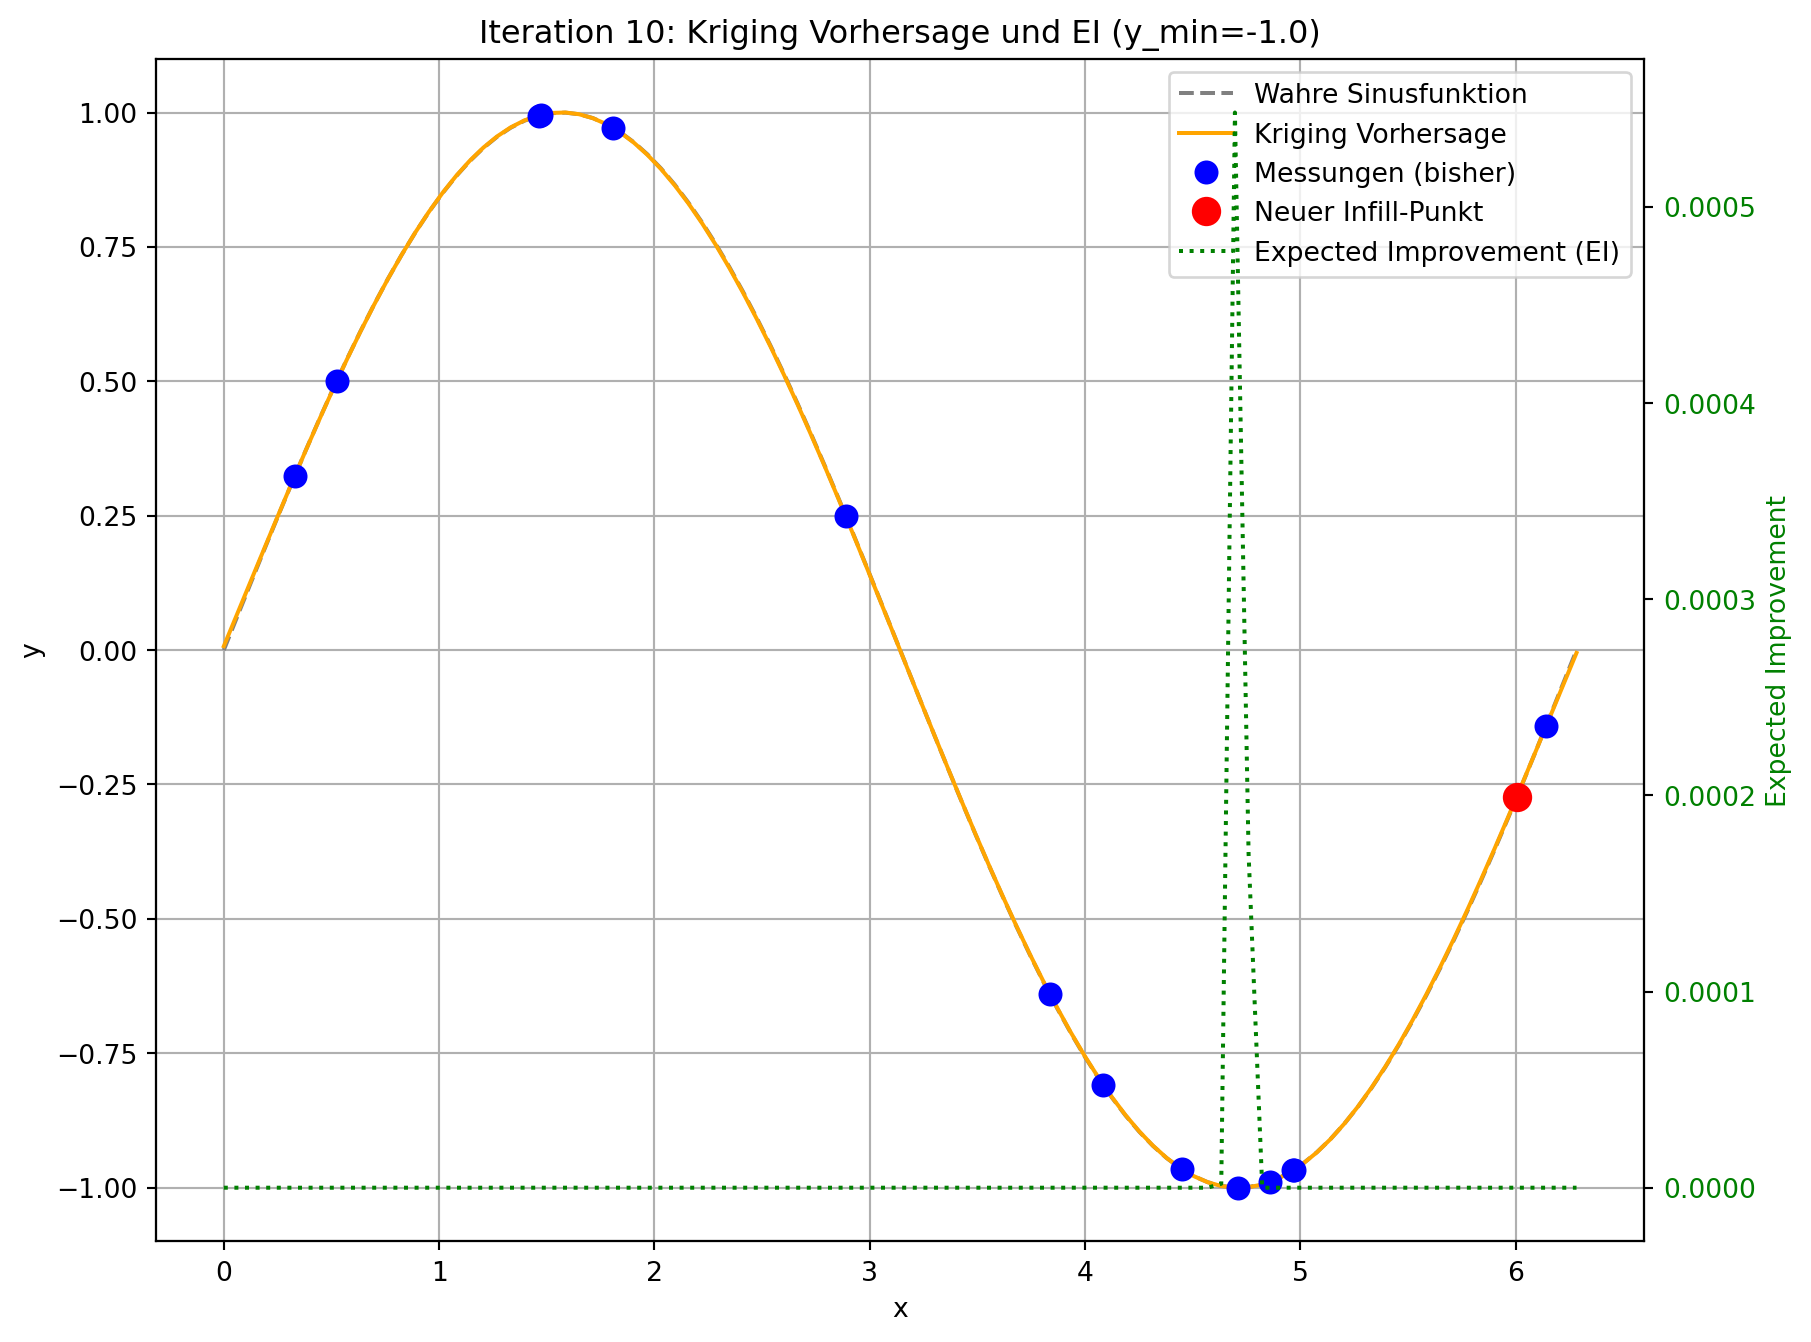 Iteration 10: Kriging Vorhersage und EI (y_min=-1.0)
Wahre Sinusfunktion
Kriging Vorhersage
Messungen (bisher)
Neuer Infill-Punkt
Expected Improvement (EI)
1.00
0.75
0.50
0.25
0.00
−0.25
−0.50
−0.75
−1.00
y
0.0005
0.0004
0.0003
0.0002
0.0001
0.0000
Expected Improvement
0 1 2 3 4 5 6
x